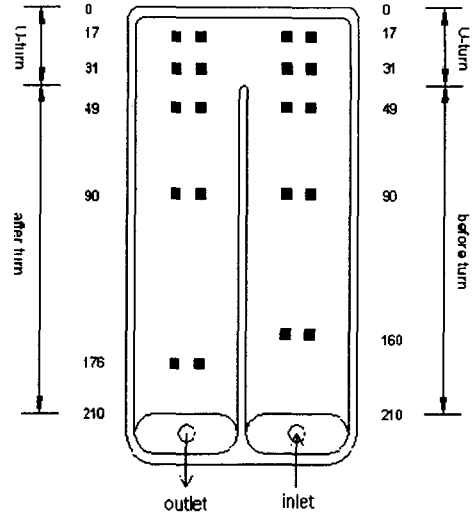 0
17
31
49
90
176
210
U-turn
after turn
0
17
31
49
90
160
210
U-turn
before turn
outlet
inlet